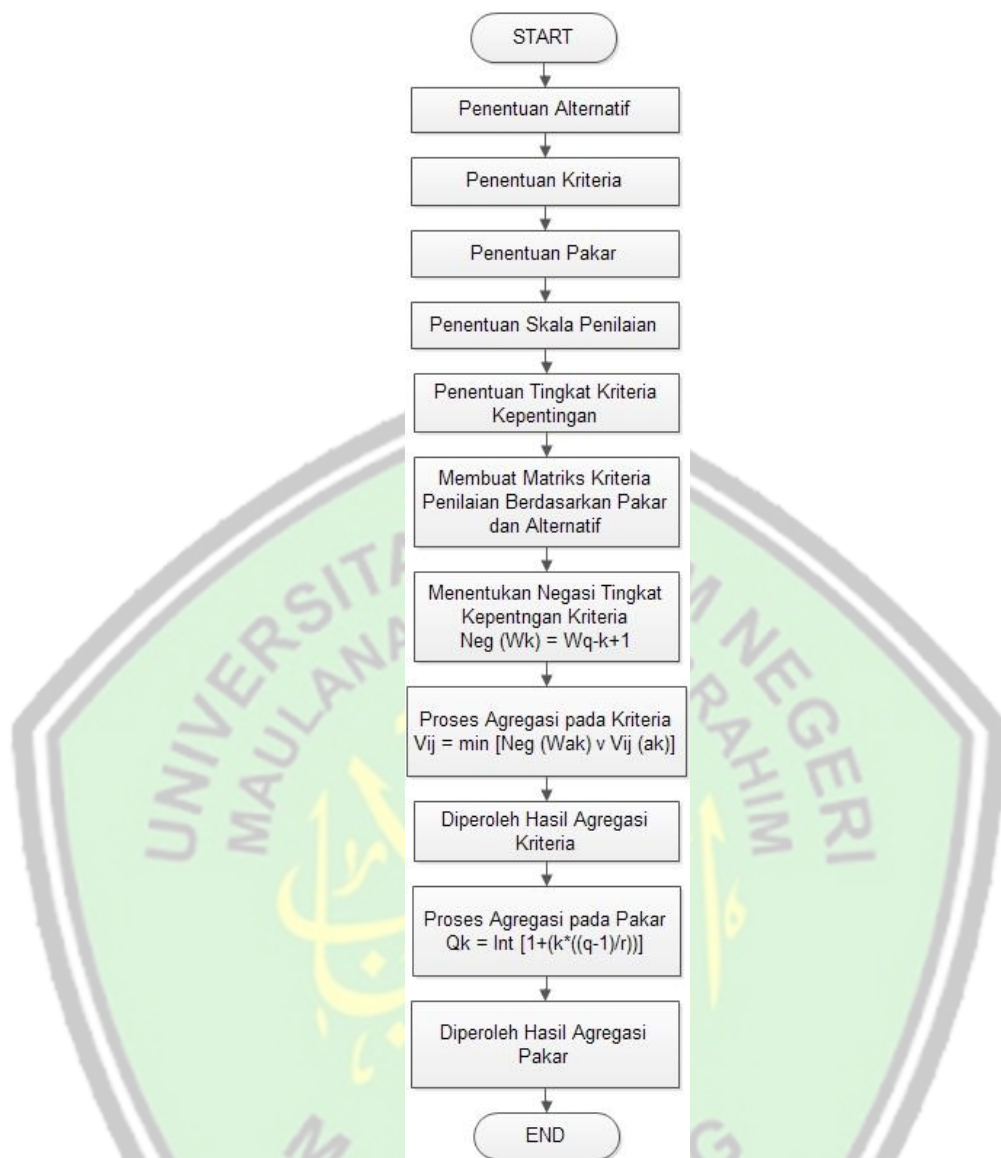 START
Penentuan Alternatif
Penentuan Kriteria
Penentuan Pakar
Penentuan Skala Penilaian
Penentuan Tingkat Kriteria
Kepentingan
Membuat Matriks Kriteria
Penilaian Berdasarkan Pakar
dan Alternatif
Menentukan Negasi Tingkat
Kepentngan Kriteria
Neg (Wk) = Wq-k+1
Proses Agregasi pada Kriteria
Vij = min [Neg (Wak) v Vij (ak)]
Diperoleh Hasil Agregasi
Kriteria
Proses Agregasi pada Pakar
Qk = Int [1+(k*((q-1)/r))]
Diperoleh Hasil Agregasi
Pakar
END
NEGERI